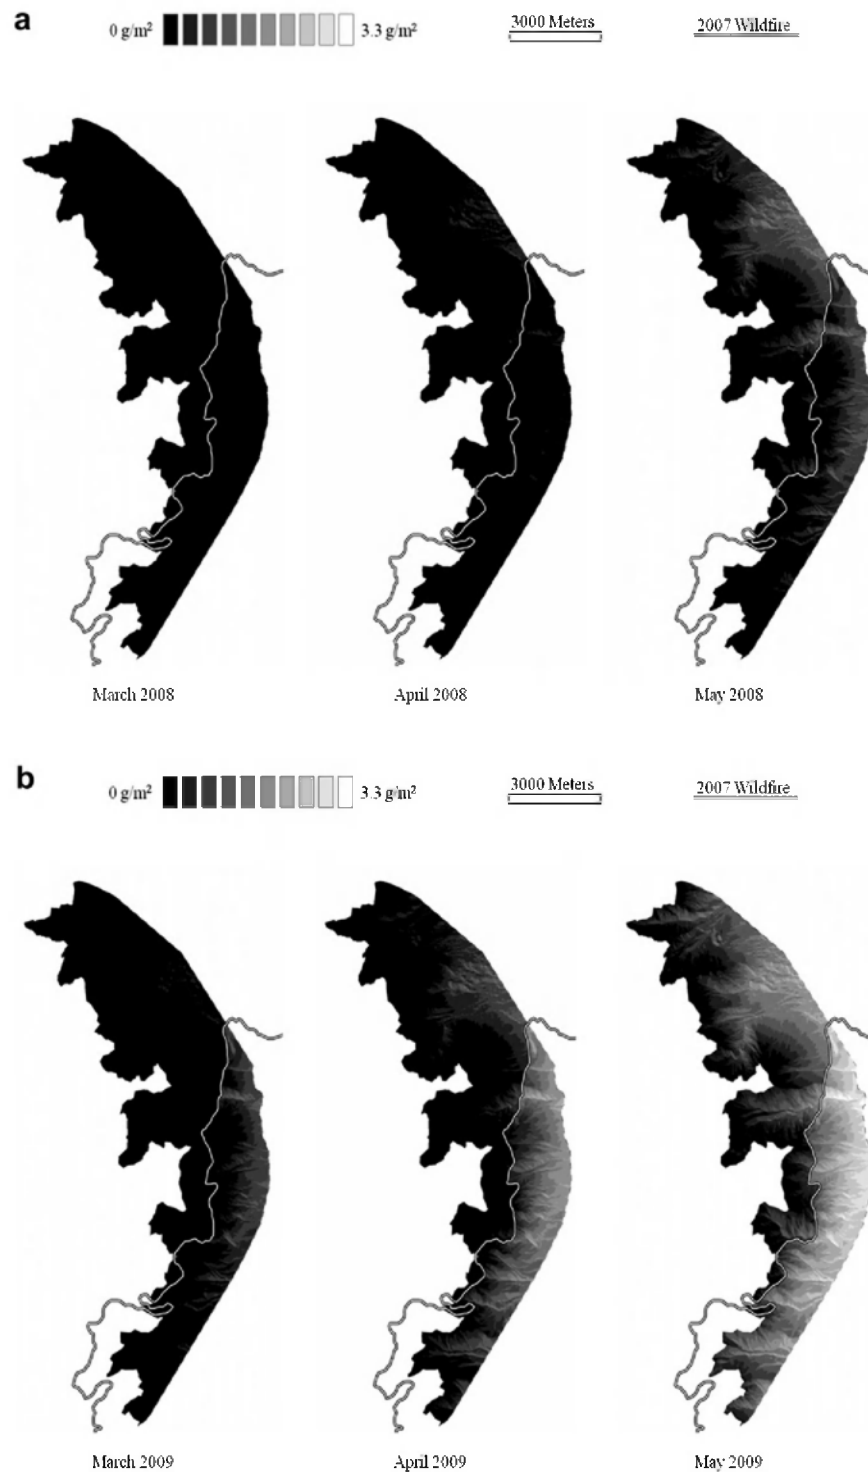 a
0 g/m² 3.3 g/m² 3000 Meters 2007 Wildfire
March 2008 April 2008 May 2008
b
0 g/m² 3.3 g/m² 3000 Meters 2007 Wildfire
March 2009 April 2009 May 2009